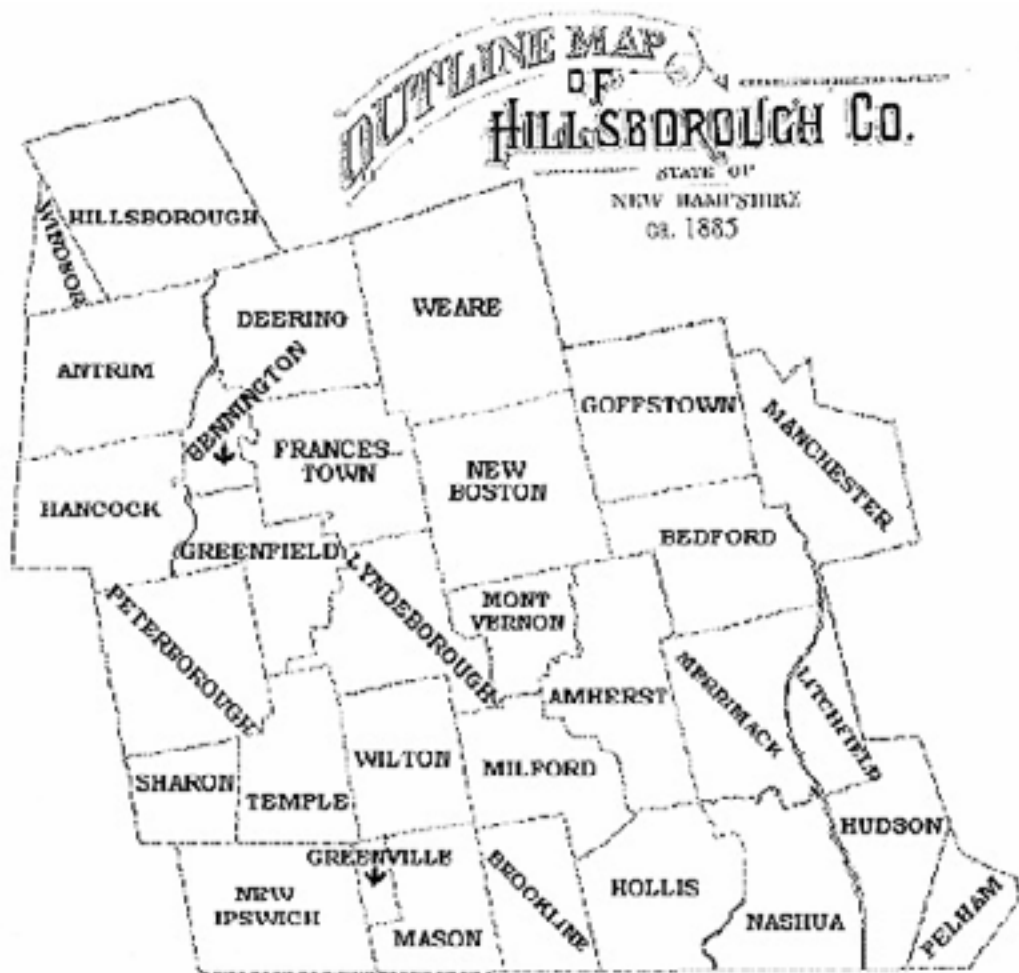 OUTLINE MAP
OF
HILLSBOROUGH CO.
STATE OF
NEW HAMPSHIRE
1885
HILLSBOROUGH
WINDSOR
DEERING
WEARE
ANTRIM
BENNINGTON
GOFFSTOWN
MANCHESTER
FRANCES
TOWN
NEW
BOSTON
HANCOCK
GREENFIELD
BEDFORD
PETERBOROUGH
LYNDEBOROUGH
MONT
VERNON
AMHERST
MERRIMACK
LITCHFIELD
SHARON
TEMPLE
WILTON
MILFORD
HUDSON
GREENVILLE
NEW
IPSWICH
MASON
BROOKLINE
HOLLIS
NASHUA
PELHAM